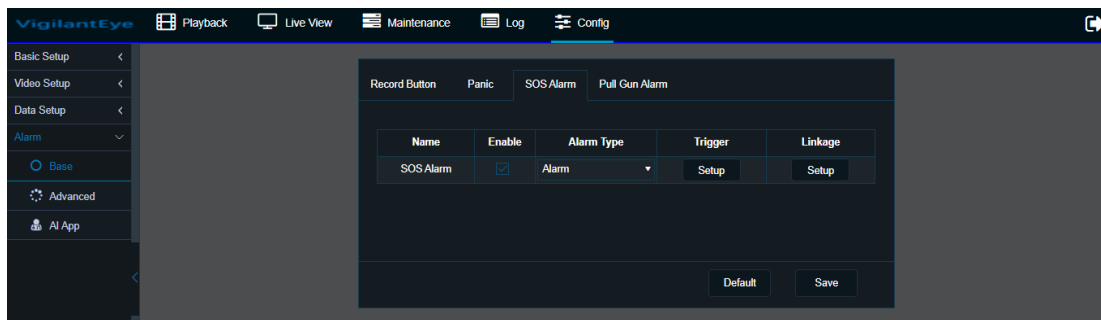 VigilantEye Playback Live View Maintenance Log Config
Basic Setup
Video Setup
Data Setup
Alarm
Base
Advanced
AI App
Record Button Panic SOS Alarm Pull Gun Alarm
Name Enable Alarm Type Trigger Linkage
SOS Alarm Alarm Setup Setup
Default Save